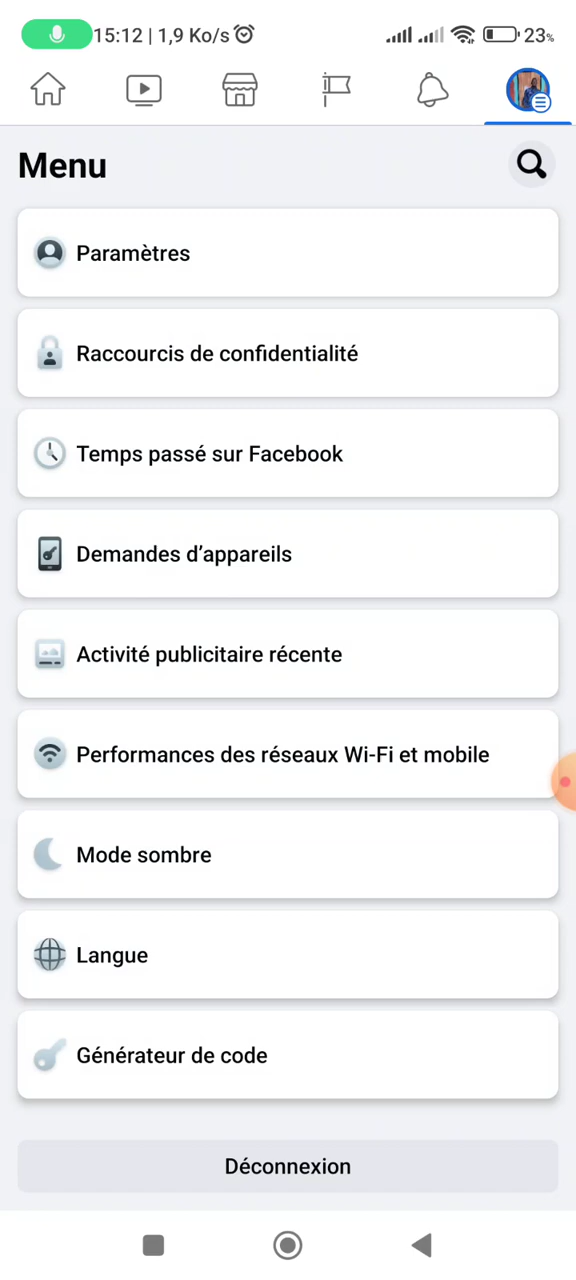 15:12 | 1,9 Ko/s 23%
Menu
Paramètres
Raccourcis de confidentialité
Temps passé sur Facebook
Demandes d’appareils
Activité publicitaire récente
Performances des réseaux Wi-Fi et mobile
Mode sombre
Langue
Générateur de code
Déconnexion